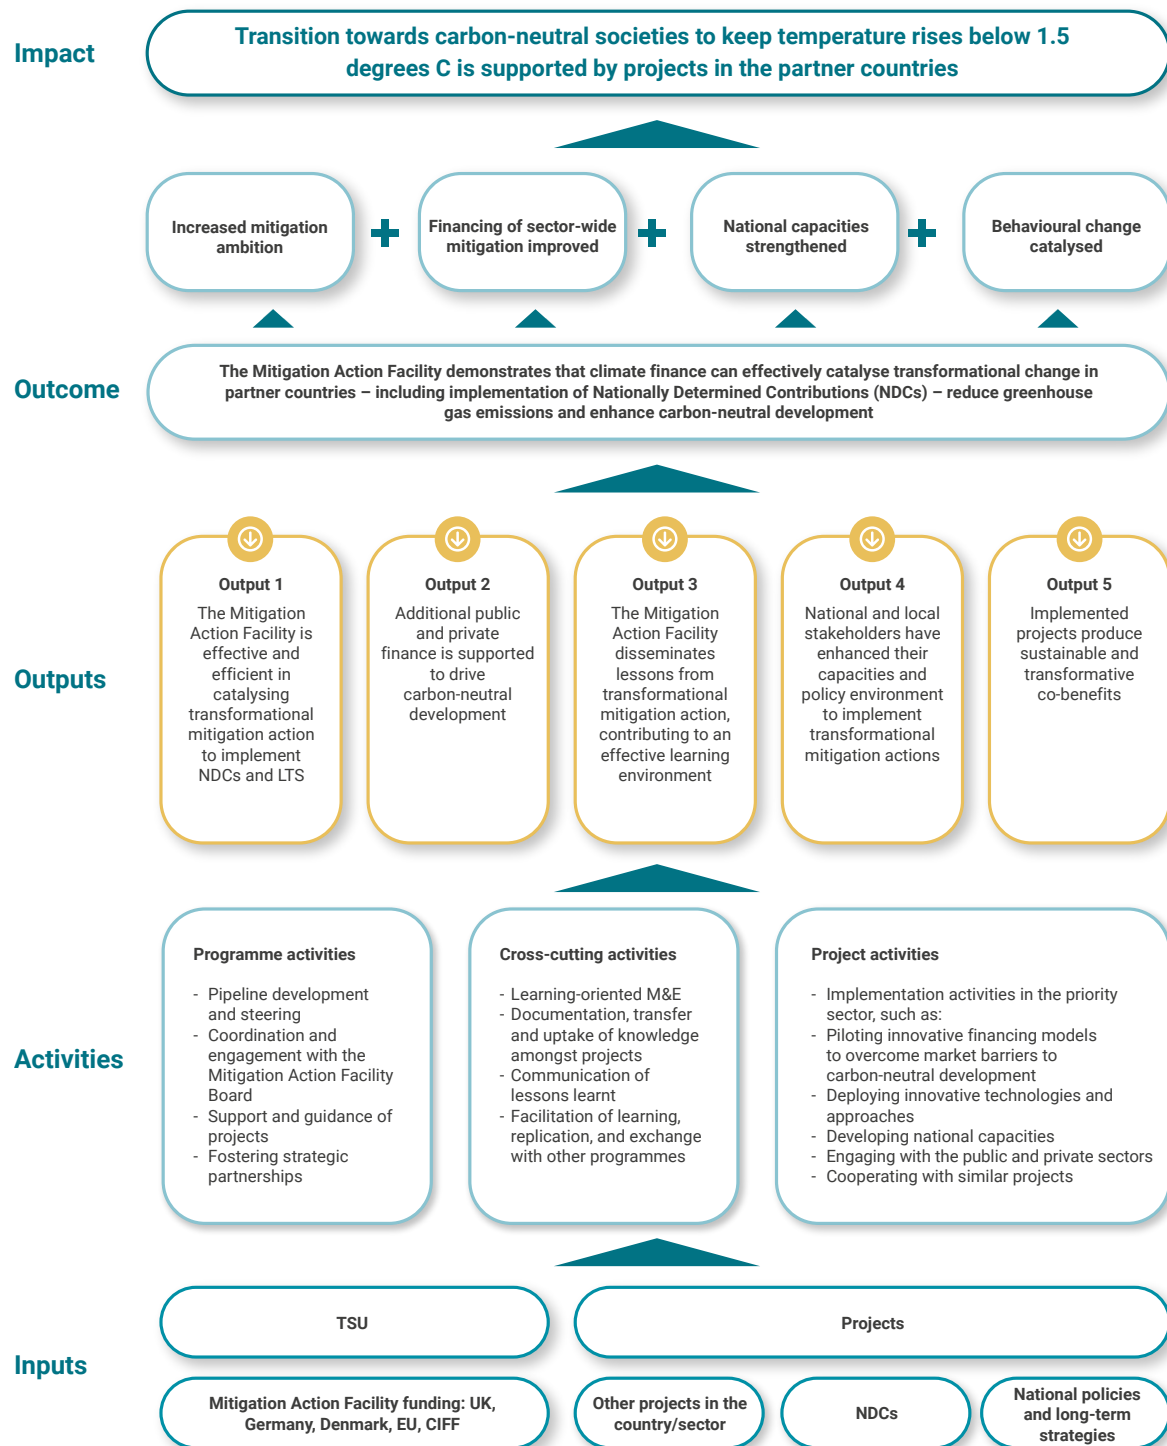 Impact
Transition towards carbon-neutral societies to keep temperature rises below 1.5
degrees C is supported by projects in the partner countries
Increased mitigation
ambition
Financing of sector-wide
mitigation improved
National capacities
strengthened
Behavioural change
catalysed
Outcome
The Mitigation Action Facility demonstrates that climate finance can effectively catalyse transformational change in
partner countries – including implementation of Nationally Determined Contributions (NDCs) – reduce greenhouse
gas emissions and enhance carbon-neutral development
Outputs
Output 1
The Mitigation
Action Facility is
effective and
efficient in
catalysing
transformational
mitigation action
to implement
NDCs and LTS
Output 2
Additional public
and private
finance is supported
to drive
carbon-neutral
development
Output 3
The Mitigation
Action Facility
disseminates
lessons from
transformational
mitigation action,
contributing to an
effective learning
environment
Output 4
National and local
stakeholders have
enhanced their
capacities and
policy environment
to implement
transformational
mitigation actions
Output 5
Implemented
projects produce
sustainable and
transformative
co-benefits
Activities
Programme activities
- Pipeline development
and steering
- Coordination and
engagement with the
Mitigation Action Facility
Board
- Support and guidance of
projects
- Fostering strategic
partnerships
Cross-cutting activities
- Learning-oriented M&E
- Documentation, transfer
and uptake of knowledge
amongst projects
- Communication of
lessons learnt
- Facilitation of learning,
replication, and exchange
with other programmes
Project activities
- Implementation activities in the priority
sector, such as:
- Piloting innovative financing models
to overcome market barriers to
carbon-neutral development
- Deploying innovative technologies and
approaches
- Developing national capacities
- Engaging with the public and private sectors
- Cooperating with similar projects
Inputs
TSU
Projects
Mitigation Action Facility funding: UK,
Germany, Denmark, EU, CIFF
Other projects in the
country/sector
NDCs
National policies
and long-term
strategies